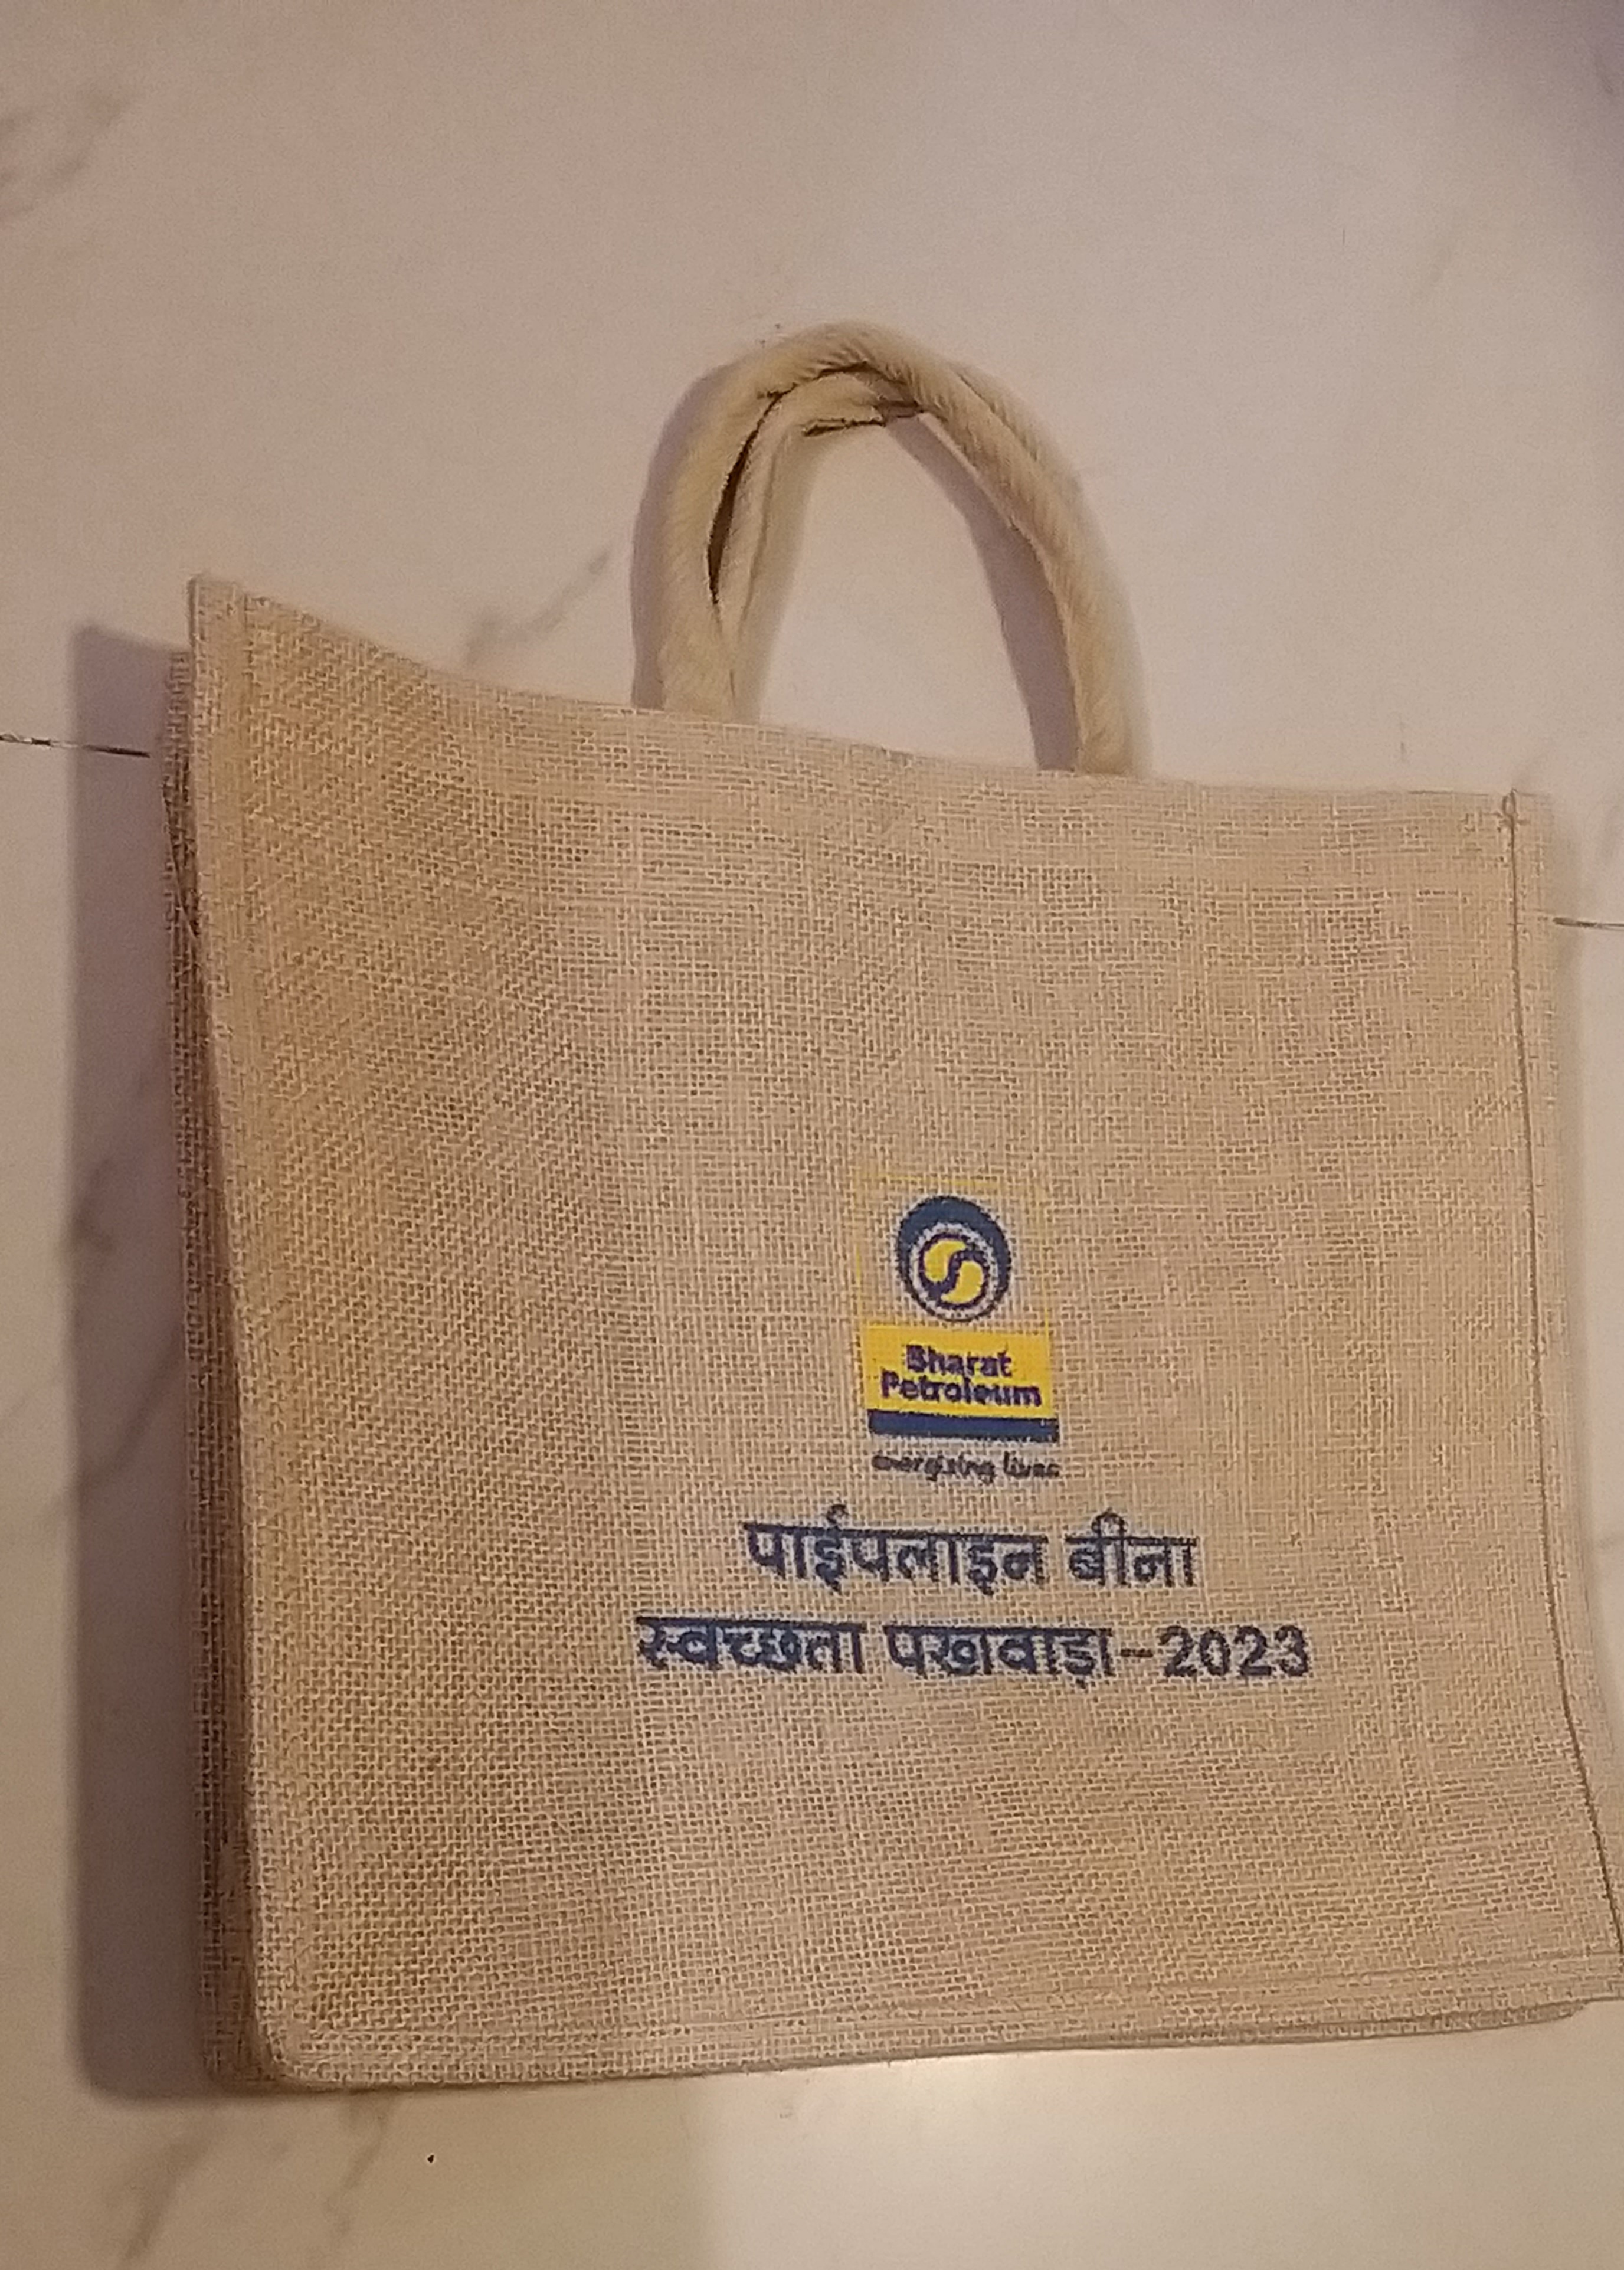 Bharat
Petroleum
energising lives
पाईपलाइन बीना
स्वच्छता पखवाड़ा-2023